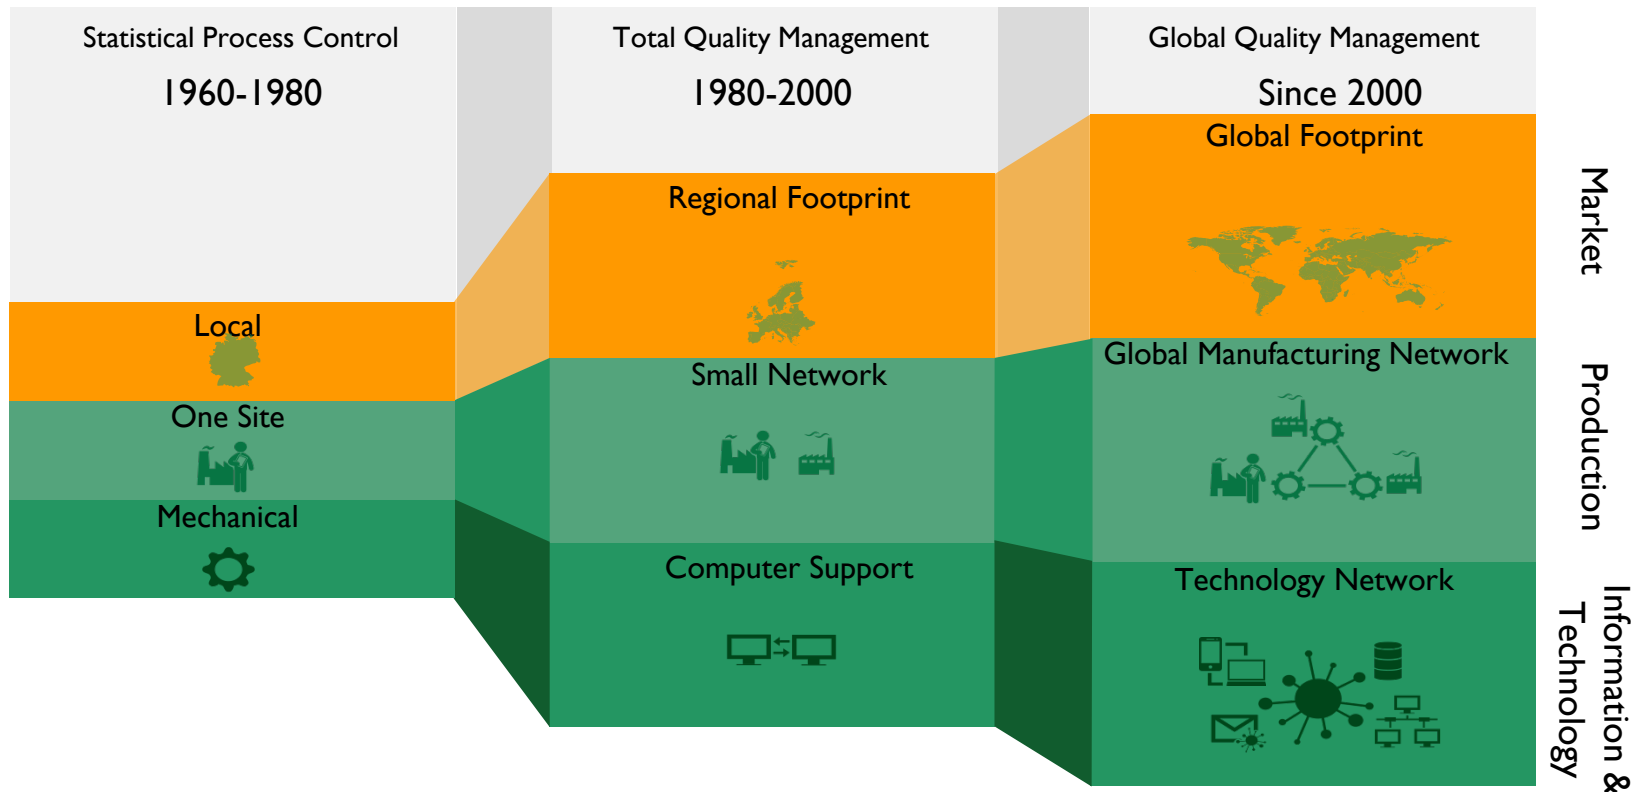 Statistical Process Control
1960-1980
Total Quality Management
1980-2000
Global Quality Management
Since 2000
Local
One Site
Mechanical
Regional Footprint
Small Network
Computer Support
Global Footprint
Global Manufacturing Network
Technology Network
Market
Production
Information &
Technology